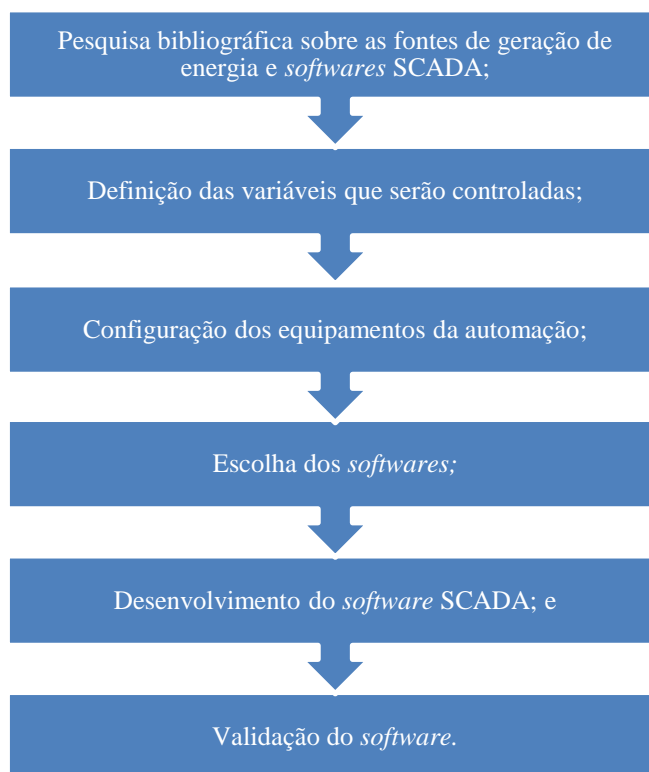 Pesquisa bibliográfica sobre as fontes de geração de
energia e softwares SCADA;
Definição das variáveis que serão controladas;
Configuração dos equipamentos da automação;
Escolha dos softwares;
Desenvolvimento do software SCADA; e
Validação do software.